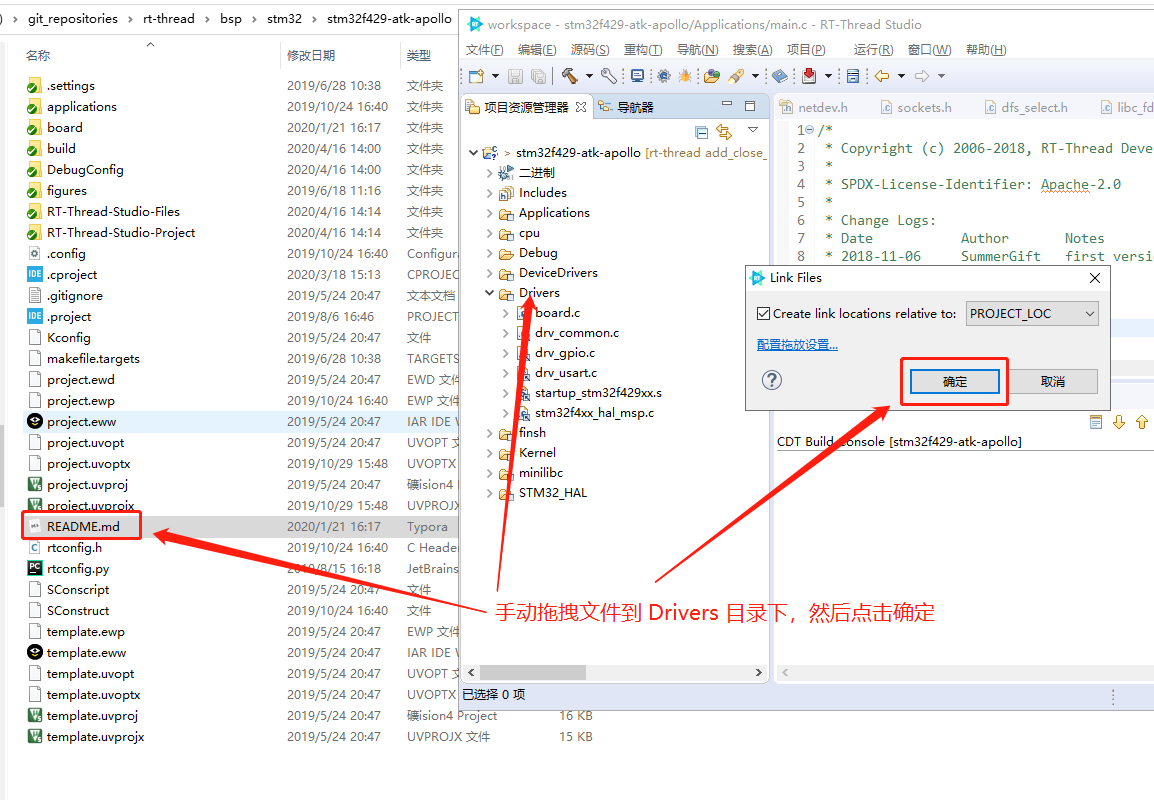 git_repositories › rt-thread › bsp › stm32 › stm32f429-atk-apollo
名称 修改日期 类型
.settings 2019/6/28 10:38 文件夹
applications 2019/10/24 16:40 文件夹
board 2020/1/21 16:17 文件夹
build 2020/4/16 14:00 文件夹
DebugConfig 2020/4/16 14:00 文件夹
figures 2019/6/18 11:16 文件夹
RT-Thread-Studio-Files 2020/4/16 14:14 文件夹
RT-Thread-Studio-Project 2020/4/16 14:14 文件夹
.config 2019/10/24 16:40 Configura
.cproject 2020/3/18 15:13 CPROJEC
.gitignore 2019/5/24 20:47 文本文档
.project 2019/8/6 16:46 PROJECT
Kconfig 2019/5/24 20:47 文件
makefile.targets 2019/6/28 10:38 TARGETS
project.ewd 2019/10/24 16:40 EWD 文件
project.ewp 2019/10/24 16:40 EWP 文件
project.eww 2019/5/24 20:47 IAR IDE W
project.uvopt 2019/5/24 20:47 UVOPT 文
project.uvoptx 2019/10/29 15:48 UVOPTX
project.uvproj 2019/5/24 20:47 礦ision4 P
project.uvprojx 2019/10/29 15:48 UVPROJX
README.md 2020/1/21 16:17 Typora
rtconfig.h 2019/10/24 16:40 C Header
rtconfig.py 2019/8/15 16:18 JetBrains
SConscript 2019/5/24 20:47 文件
SConstruct 2019/10/24 16:40 文件
template.ewp 2019/5/24 20:47 EWP 文件
template.eww 2019/5/24 20:47 IAR IDE W
template.uvopt 2019/5/24 20:47 UVOPT 文
template.uvoptx 2019/5/24 20:47 UVOPTX
template.uvproj 2019/5/24 20:47 礦ision4 Project 16 KB
template.uvprojx 2019/5/24 20:47 UVPROJX 文件 15 KB
workspace - stm32f429-atk-apollo/Applications/main.c - RT-Thread Studio
文件(F) 编辑(E) 源码(S) 重构(T) 导航(N) 搜索(A) 项目(P) 运行(R) 窗口(W) 帮助(H)
项目资源管理器 导航器
> stm32f429-atk-apollo [rt-thread add_close_
二进制
Includes
Applications
cpu
Debug
DeviceDrivers
Drivers
board.c
drv_common.c
drv_gpio.c
drv_usart.c
startup_stm32f429xx.s
stm32f4xx_hal_msp.c
finsh
Kernel
minilibc
STM32_HAL
已选择 0 项
netdev.h sockets.h dfs_select.h libc_fd
1 /*
2 * Copyright (c) 2006-2018, RT-Thread Deve
3 *
4 * SPDX-License-Identifier: Apache-2.0
5 *
6 * Change Logs:
7 * Date Author Notes
8 * 2018-11-06 SummerGift first versio
Link Files
Create link locations relative to: PROJECT_LOC
配置拖放设置...
确定 取消
CDT Build Console [stm32f429-atk-apollo]
手动拖拽文件到 Drivers 目录下，然后点击确定